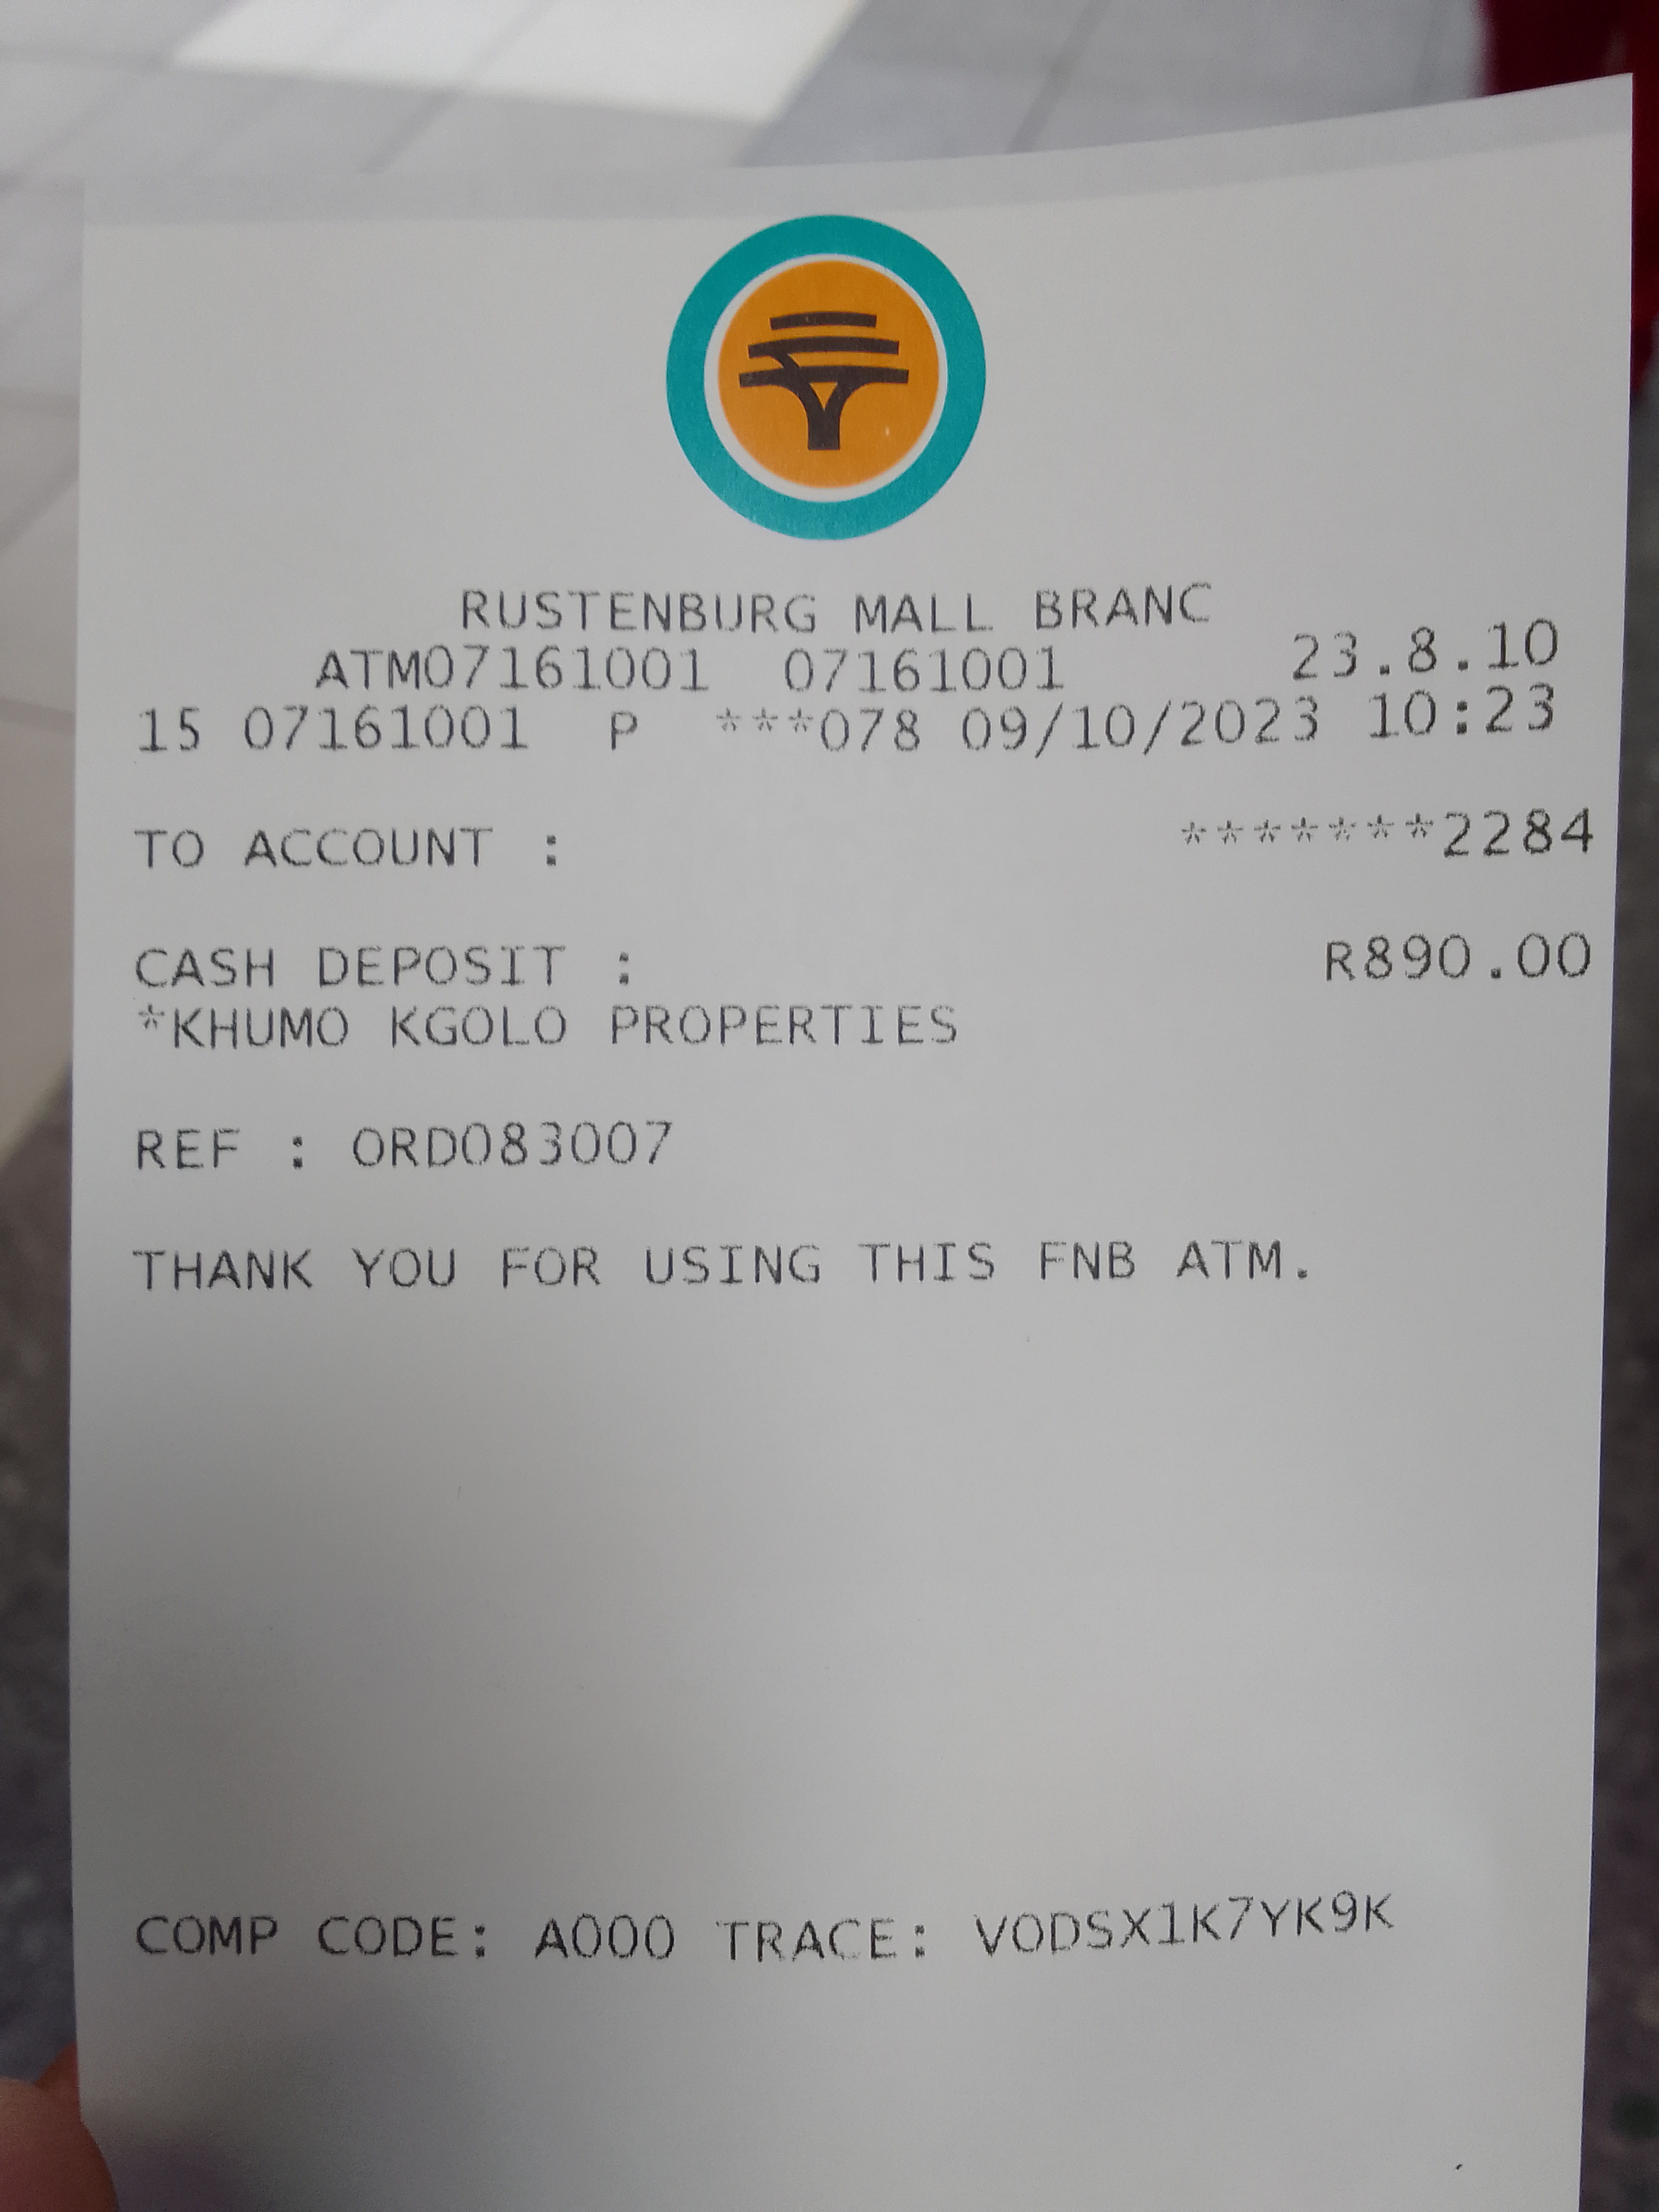 RUSTENBURG MALL BRANC
ATM07161001 07161001 23.8.10
15 07161001 P ***078 09/10/2023 10:23
TO ACCOUNT : *******2284
CASH DEPOSIT : R890.00
*KHUMO KGOLO PROPERTIES
REF : ORD083007
THANK YOU FOR USING THIS FNB ATM.
COMP CODE: A000 TRACE: VODSX1K7YK9K